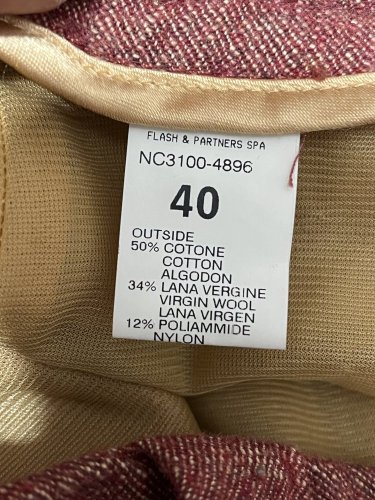 FLASH & PARTNERS SPA
NC3100-4896
40
OUTSIDE
50% COTONE
COTTON
ALGODON
34% LANA VERGINE
VIRGIN WOOL
LANA VIRGEN
12% POLIAMMIDE
NYLON